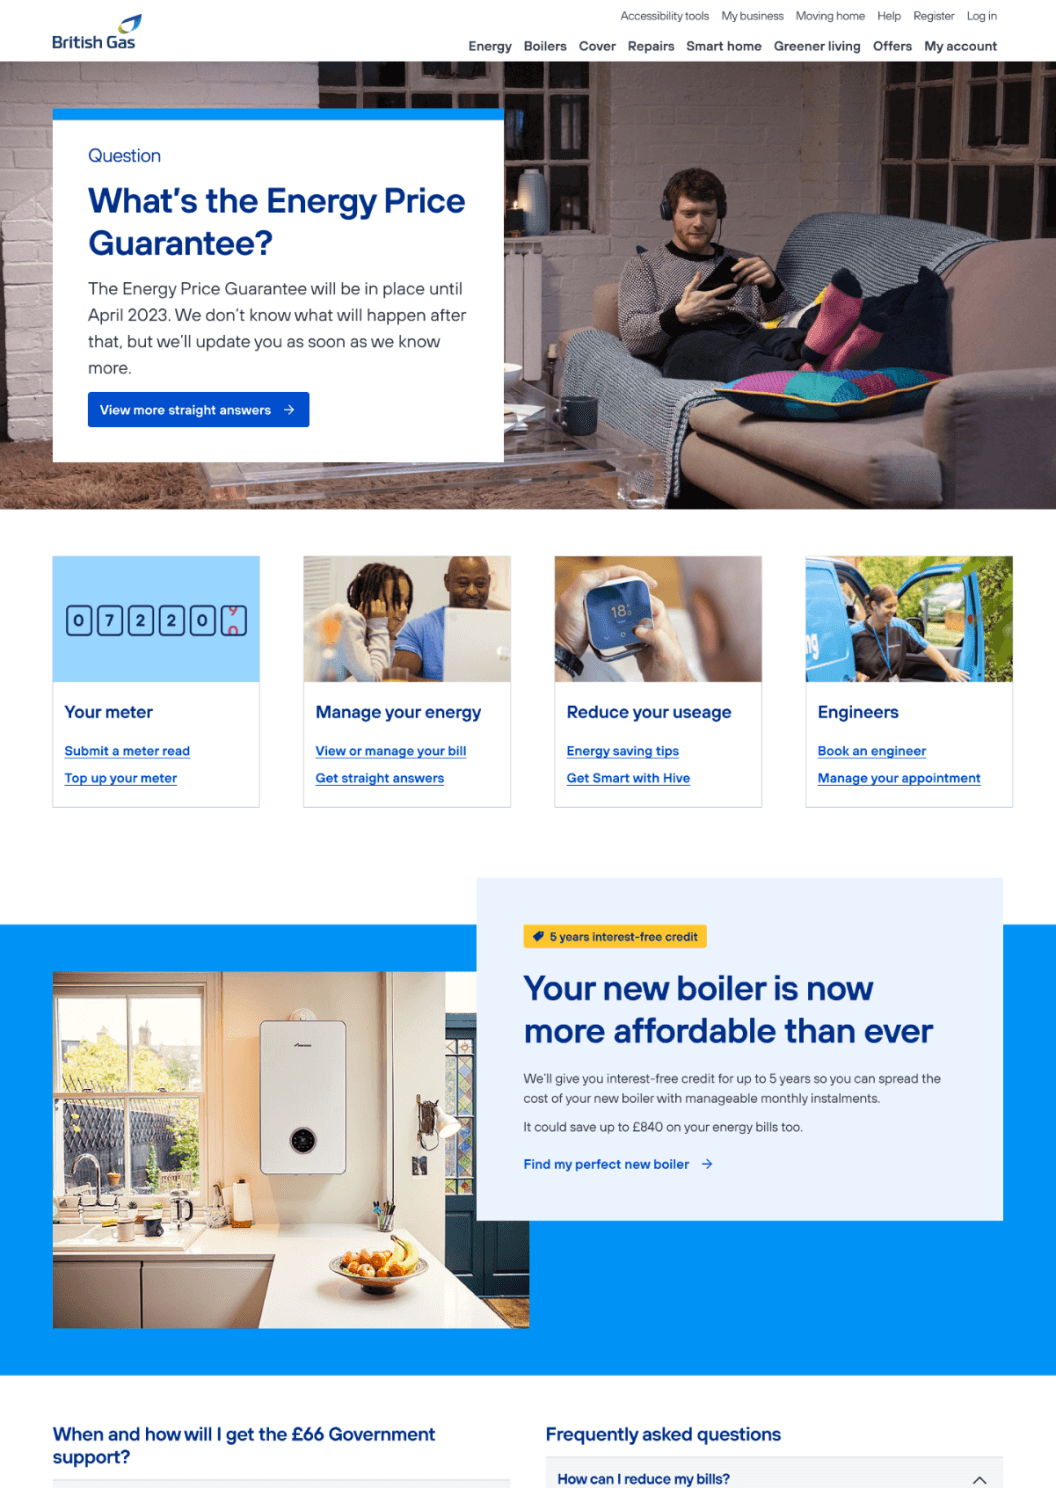 Accessibility tools My business Moving home Help Register Log in
British Gas
Energy Boilers Cover Repairs Smart home Greener living Offers My account
Question
What's the Energy Price
Guarantee?
The Energy Price Guarantee will be in place until
April 2023. We don't know what will happen after
that, but we'll update you as soon as we know
more.
View more straight answers
0 7 2 2 0
18°
Your meter
Submit a meter read
Top up your meter
Manage your energy
View or manage your bill
Get straight answers
Reduce your useage
Energy saving tips
Get Smart with Hive
Engineers
Book an engineer
Manage your appointment
5 years interest-free credit
Your new boiler is now
more affordable than ever
We'll give you interest-free credit for up to 5 years so you can spread the
cost of your new boiler with manageable monthly instalments.
It could save up to £840 on your energy bills too.
Find my perfect new boiler
When and how will I get the £66 Government
support?
Frequently asked questions
How can I reduce my bills?